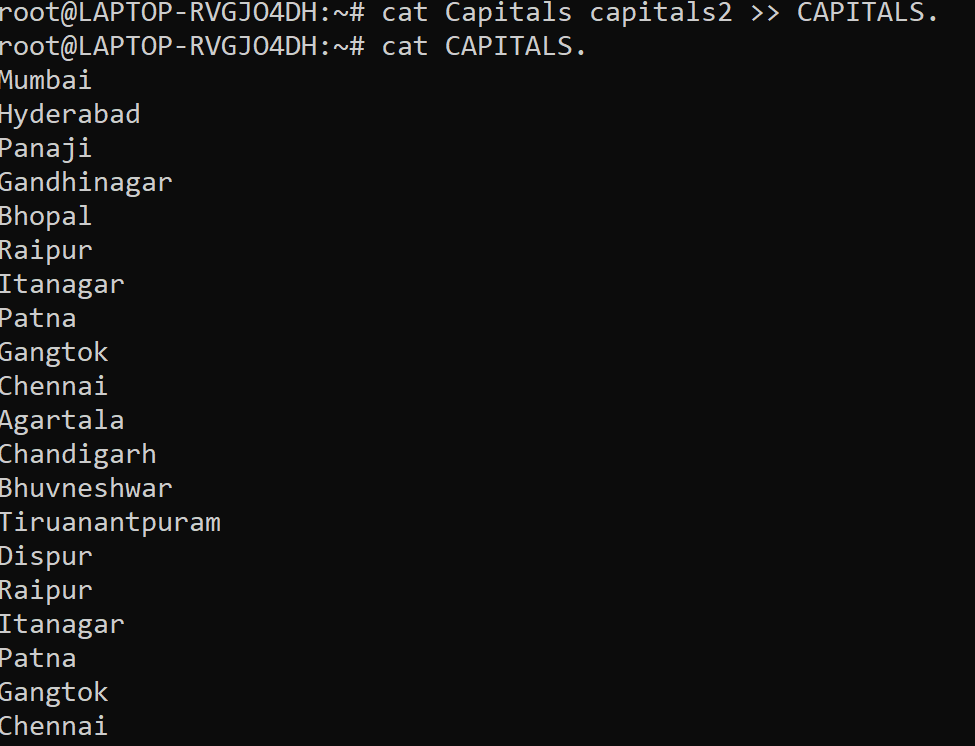 root@LAPTOP-RVGJO4DH:~# cat Capitals capitals2 >> CAPITALS.
root@LAPTOP-RVGJO4DH:~# cat CAPITALS.
Mumbai
Hyderabad
Panaji
Gandhinagar
Bhopal
Raipur
Itanagar
Patna
Gangtok
Chennai
Agartala
Chandigarh
Bhuvneshwar
Tiruanantpuram
Dispur
Raipur
Itanagar
Patna
Gangtok
Chennai